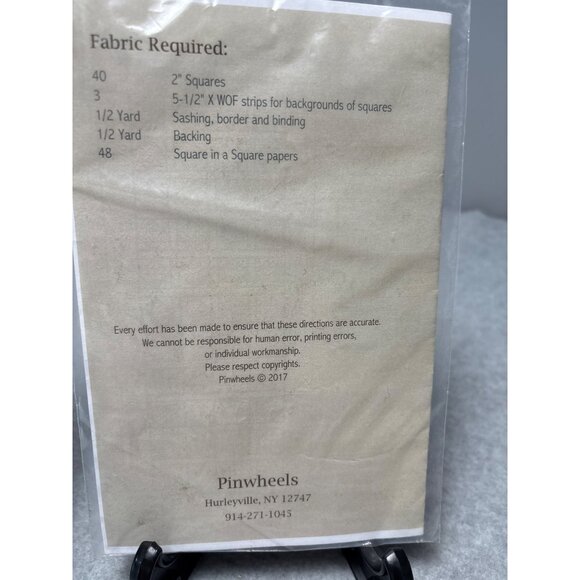 Fabric Required:
40 2" Squares
3 5-1/2" X WOF strips for backgrounds of squares
1/2 Yard Sashing, border and binding
1/2 Yard Backing
48 Square in a Square papers
Every effort has been made to ensure that these directions are accurate.
We cannot be responsible for human error, printing errors,
or individual workmanship.
Please respect copyrights.
Pinwheels © 2017
Pinwheels
Hurleyville, NY 12747
914-271-1045